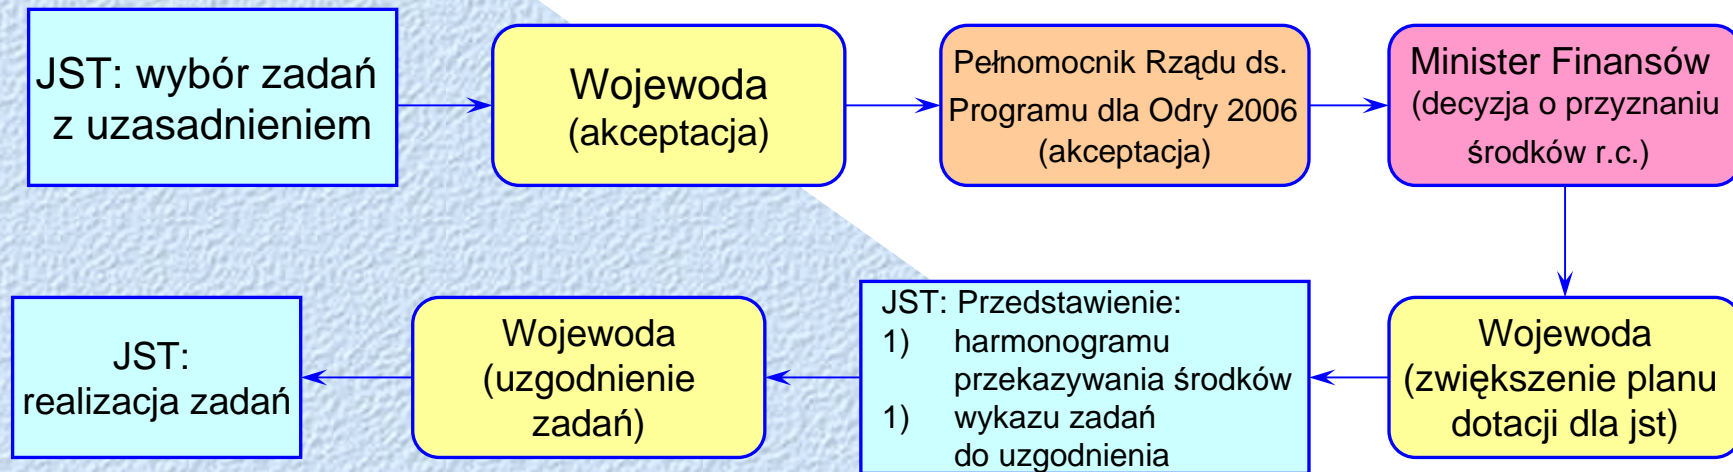 JST: wybór zadań
z uzasadnieniem
Wojewoda
(akceptacja)
Pełnomocnik Rządu ds.
Programu dla Odry 2006
(akceptacja)
Minister Finansów
(decyzja o przyznaniu
środków r.c.)
Wojewoda
(zwiększenie planu
dotacji dla jst)
JST: Przedstawienie:
1) harmonogramu
przekazywania środków
1) wykazu zadań
do uzgodnienia
Wojewoda
(uzgodnienie
zadań)
JST:
realizacja zadań